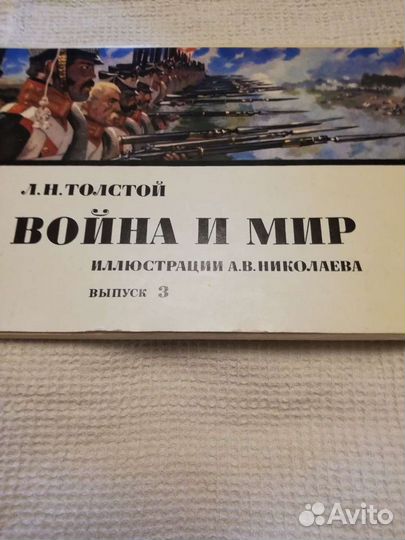 Л.Н.ТОЛСТОЙ
ВОЙНА И МИР
ИЛЛЮСТРАЦИИ А.В.НИКОЛАЕВА
ВЫПУСК 3
Avito